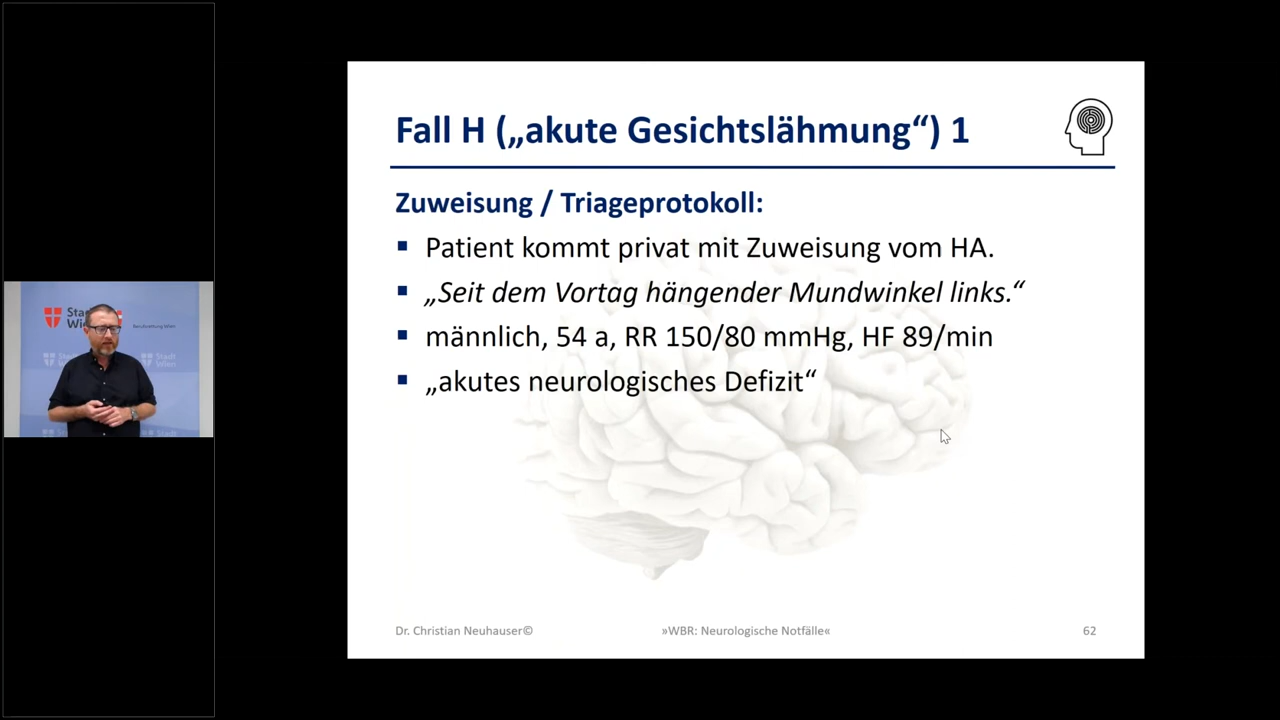 Fall H („akute Gesichtslähmung“) 1
Zuweisung / Triageprotokoll:
▪ Patient kommt privat mit Zuweisung vom HA.
▪ „Seit dem Vortag hängender Mundwinkel links.“
▪ männlich, 54 a, RR 150/80 mmHg, HF 89/min
▪ „akutes neurologisches Defizit“
Dr. Christian Neuhauser©
»WBR: Neurologische Notfälle«
62